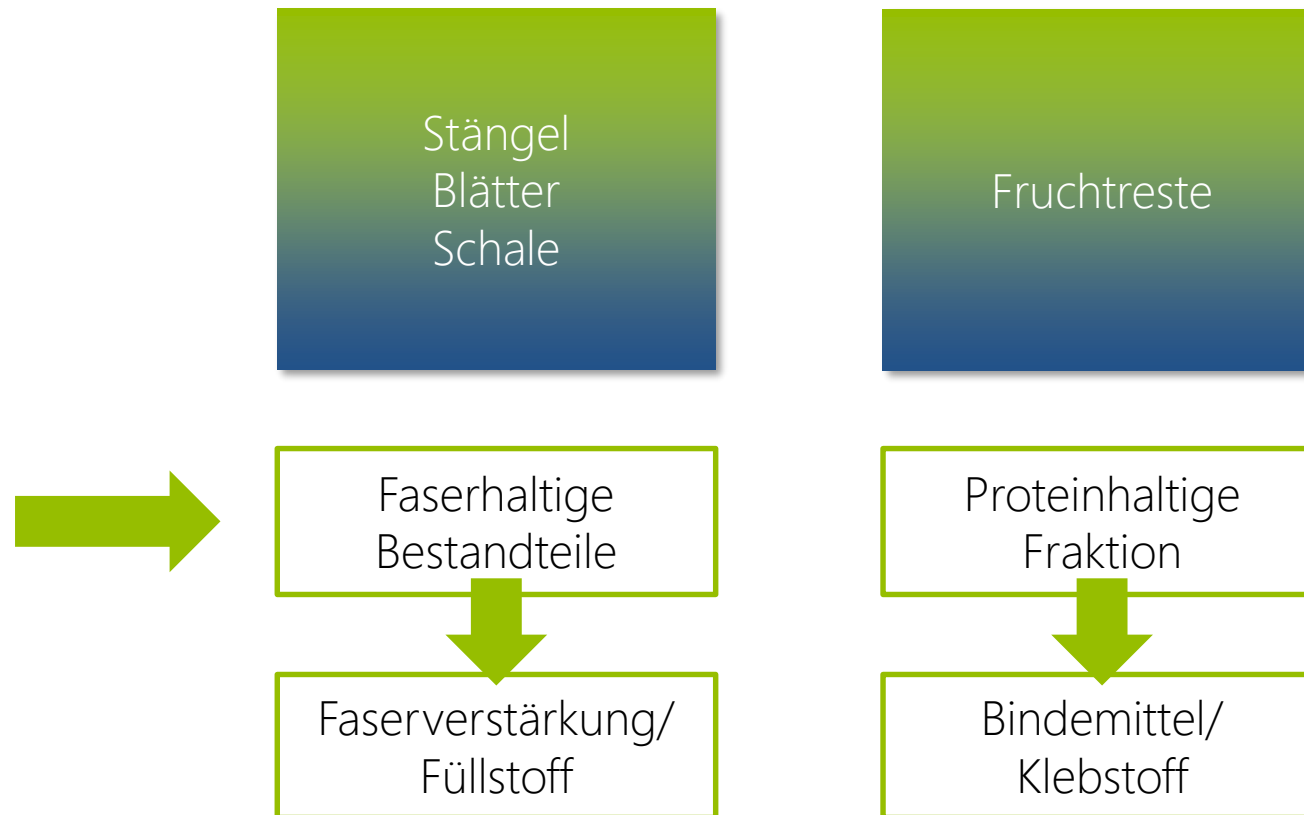 Stängel
Blätter
Schale
Fruchtreste
Faserhaltige
Bestandteile
Proteinhaltige
Fraktion
Faserverstärkung/
Füllstoff
Bindemittel/
Klebstoff